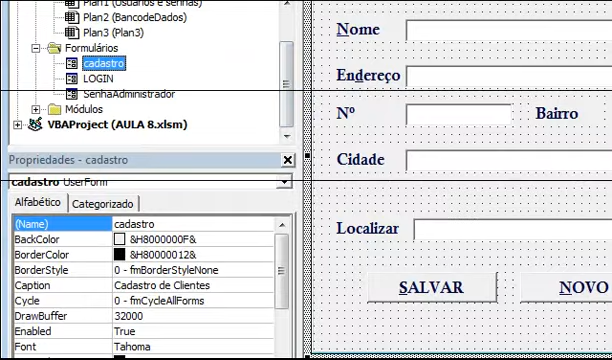 Plan1 (Usuários e senhas)
Plan2 (BancodeDados)
Plan3 (Plan3)
Formulários
cadastro
LOGIN
SenhaAdministrador
Módulos
VBAProject (AULA 8.xlsm)
Propriedades - cadastro
cadastro UserForm
Alfabético Categorizado
(Name) cadastro
BackColor &H8000000F&
BorderColor &H80000012&
BorderStyle 0 - fmBorderStyleNone
Caption Cadastro de Clientes
Cycle 0 - fmCycleAllForms
DrawBuffer 32000
Enabled True
Font Tahoma
Nome
Endereço
Nº Bairro
Cidade
Localizar
SALVAR NOVO